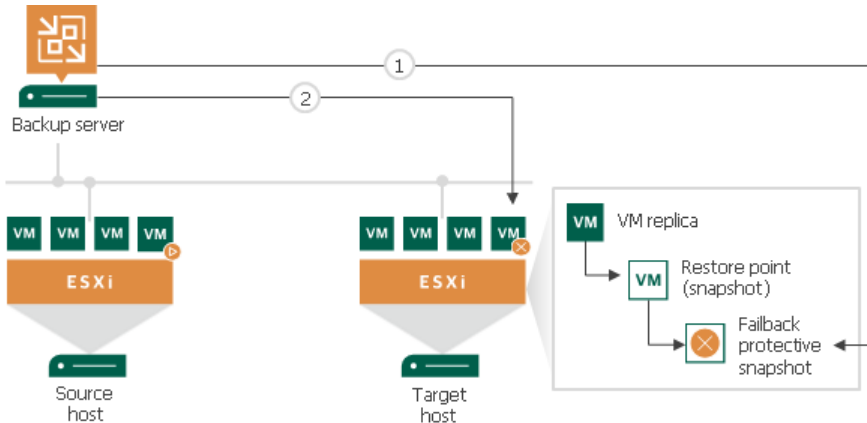 1
2
Backup server
VM VM VM VM
VM VM VM VM
ESXi
ESXi
Source
host
Target
host
VM
VM replica
VM
Restore point
(snapshot)
Failback
protective
snapshot